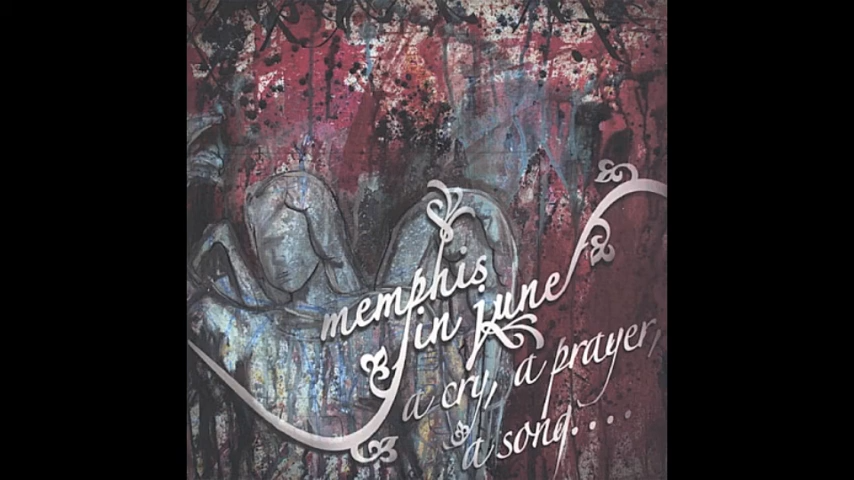 memphis
in june
a cry, a prayer,
a song....